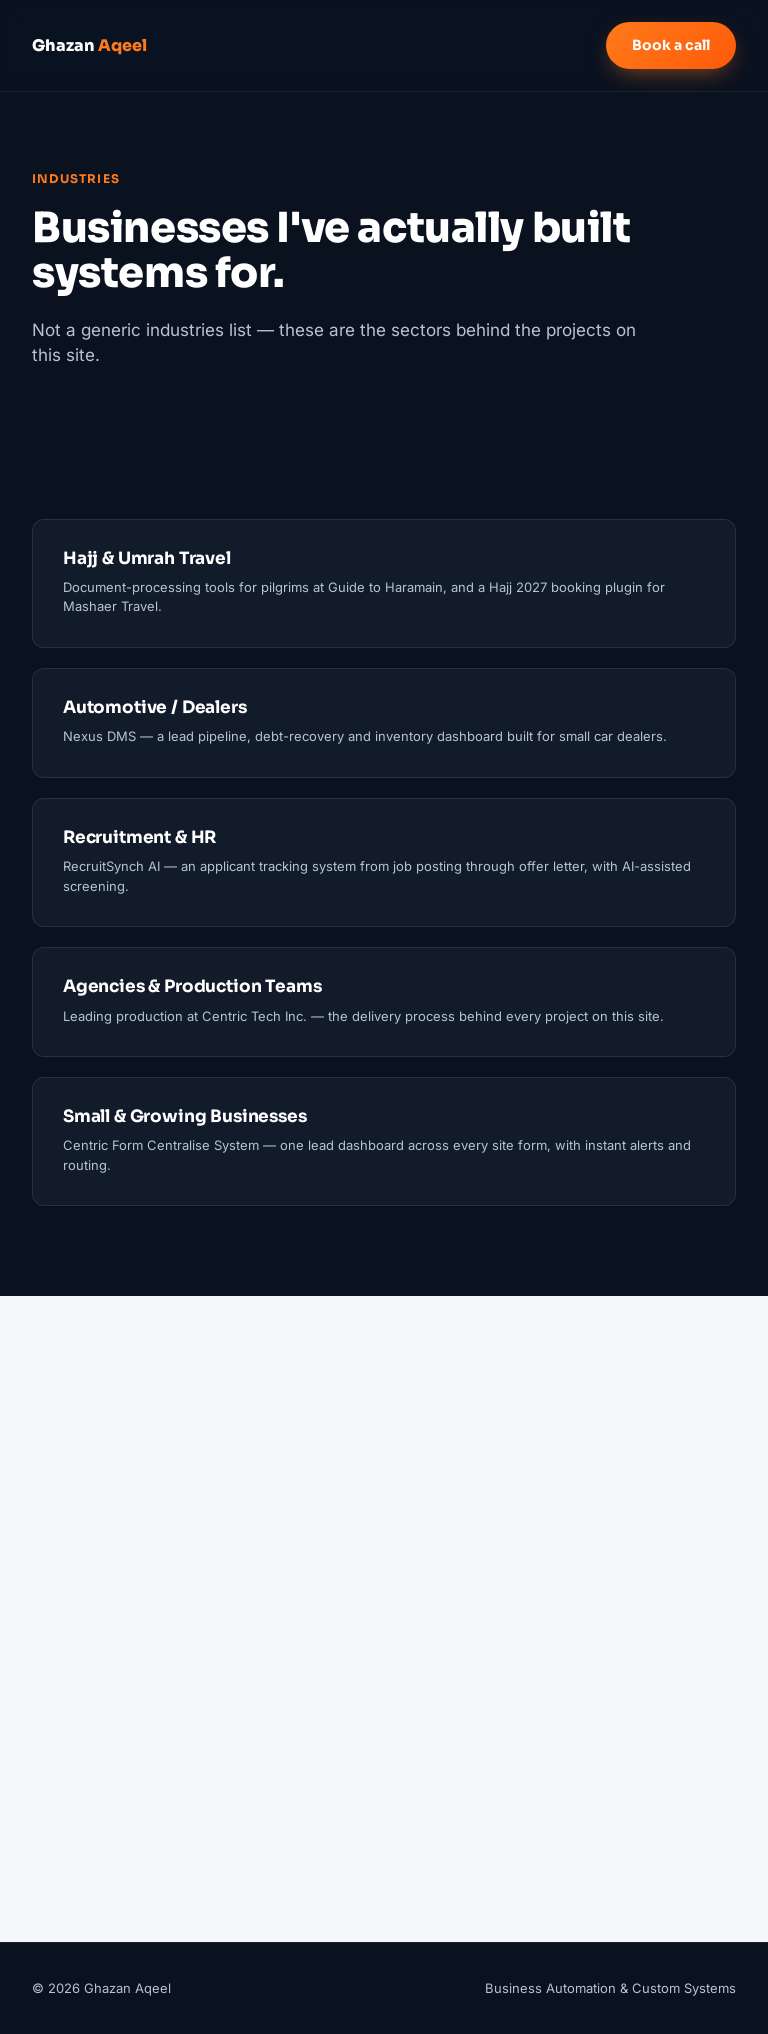 Ghazan Aqeel
Book a call
INDUSTRIES
Businesses I've actually built
systems for.
Not a generic industries list — these are the sectors behind the projects on
this site.
Hajj & Umrah Travel
Document-processing tools for pilgrims at Guide to Haramain, and a Hajj 2027 booking plugin for
Mashaer Travel.
Automotive / Dealers
Nexus DMS — a lead pipeline, debt-recovery and inventory dashboard built for small car dealers.
Recruitment & HR
RecruitSynch AI — an applicant tracking system from job posting through offer letter, with AI-assisted
screening.
Agencies & Production Teams
Leading production at Centric Tech Inc. — the delivery process behind every project on this site.
Small & Growing Businesses
Centric Form Centralise System — one lead dashboard across every site form, with instant alerts and
routing.
© 2026 Ghazan Aqeel
Business Automation & Custom Systems